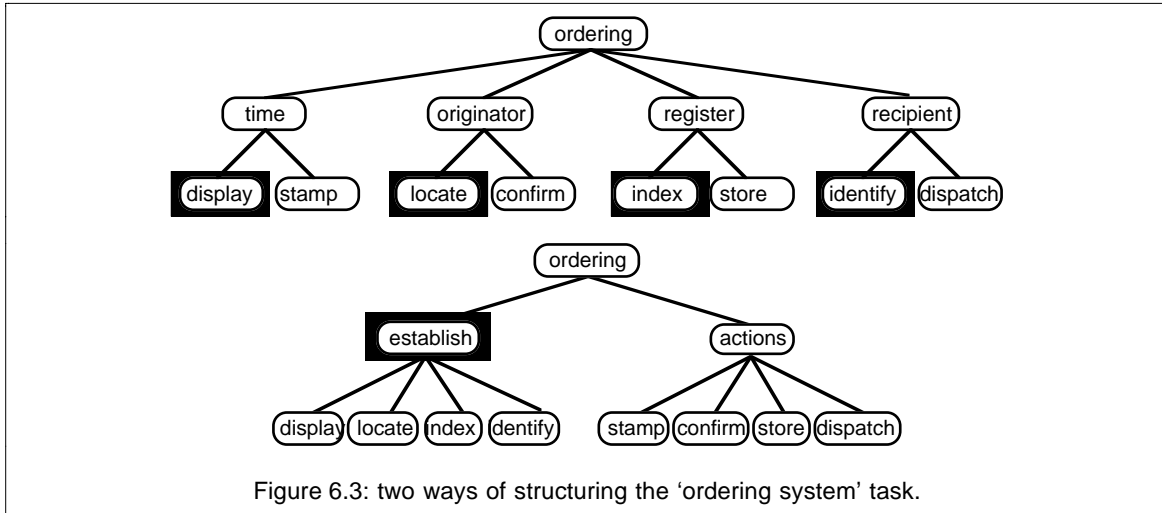 ordering
time originator register recipient
display stamp locate confirm index store identify dispatch
ordering
establish actions
display locate index dentify stamp confirm store dispatch
Figure 6.3: two ways of structuring the ‘ordering system’ task.